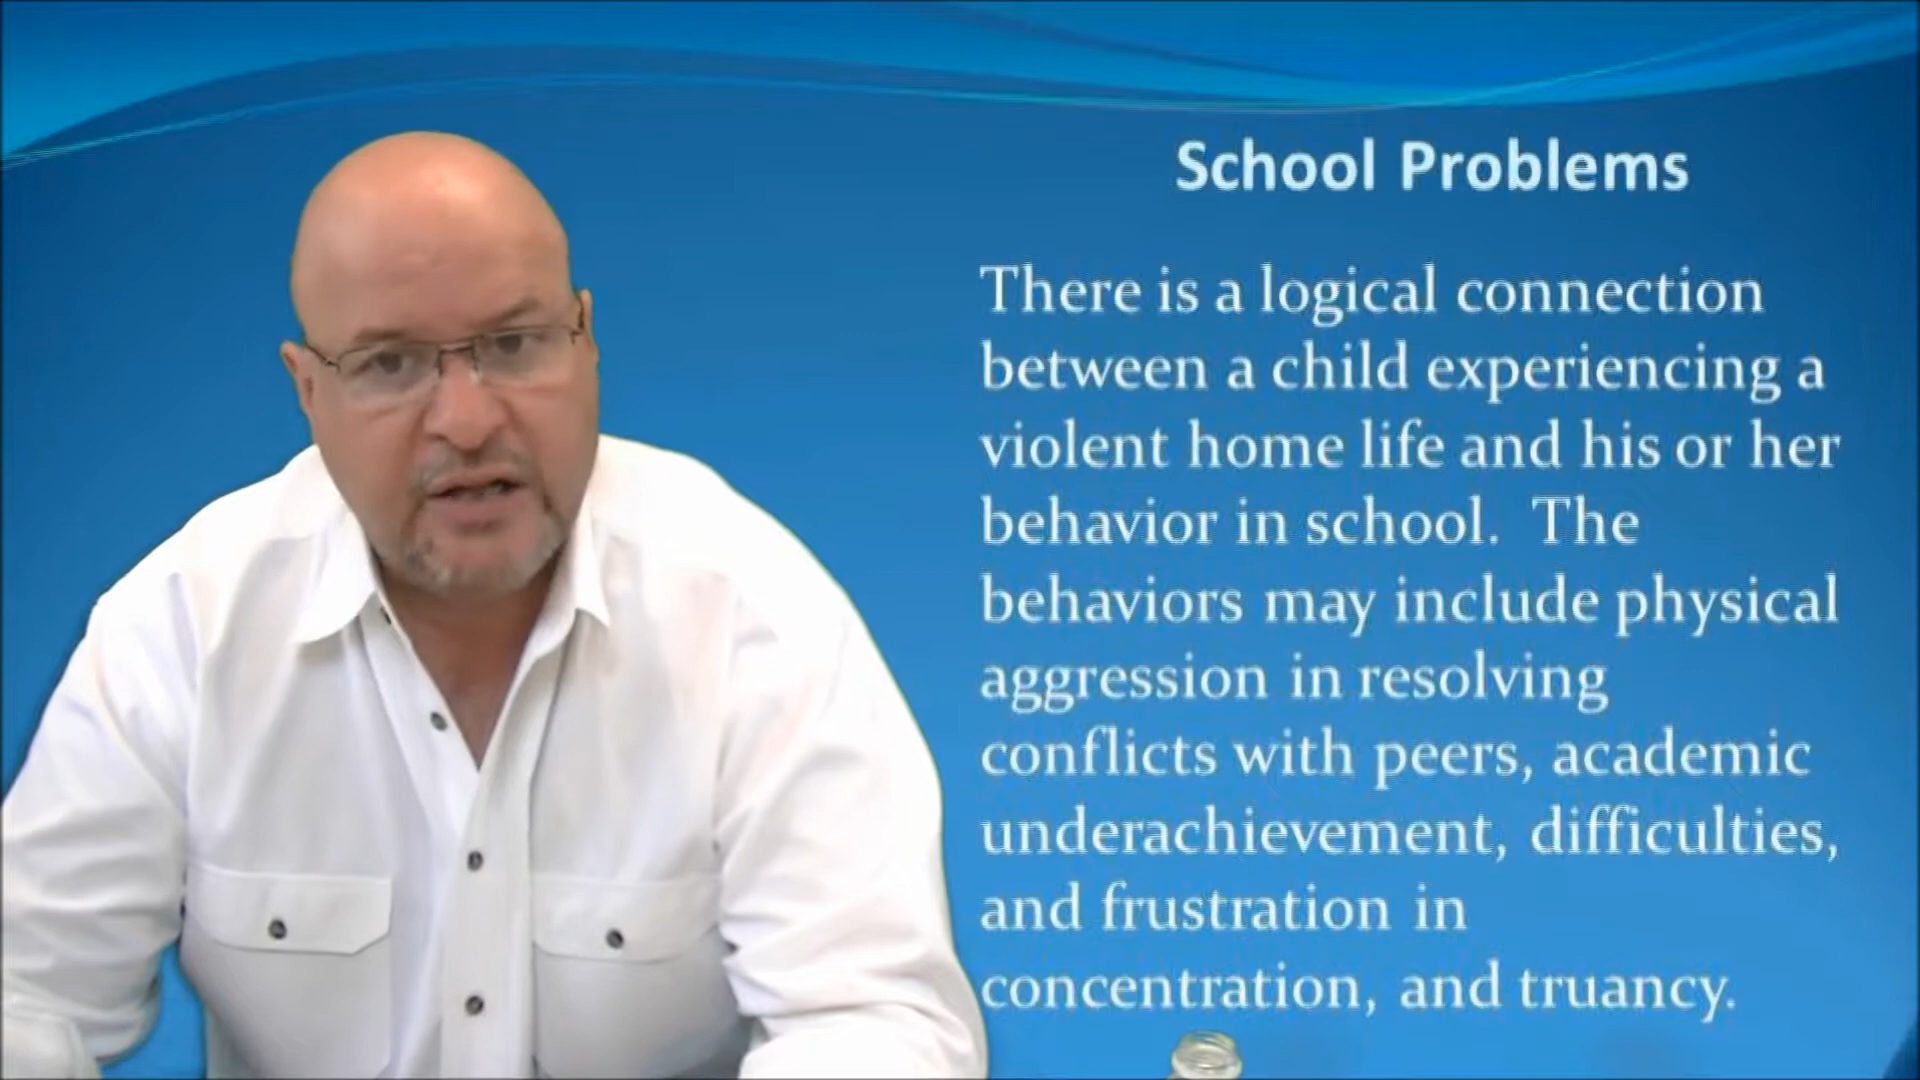 School Problems
There is a logical connection
between a child experiencing a
violent home life and his or her
behavior in school.  The
behaviors may include physical
aggression in resolving
conflicts with peers, academic
underachievement, difficulties,
and frustration in
concentration, and truancy.